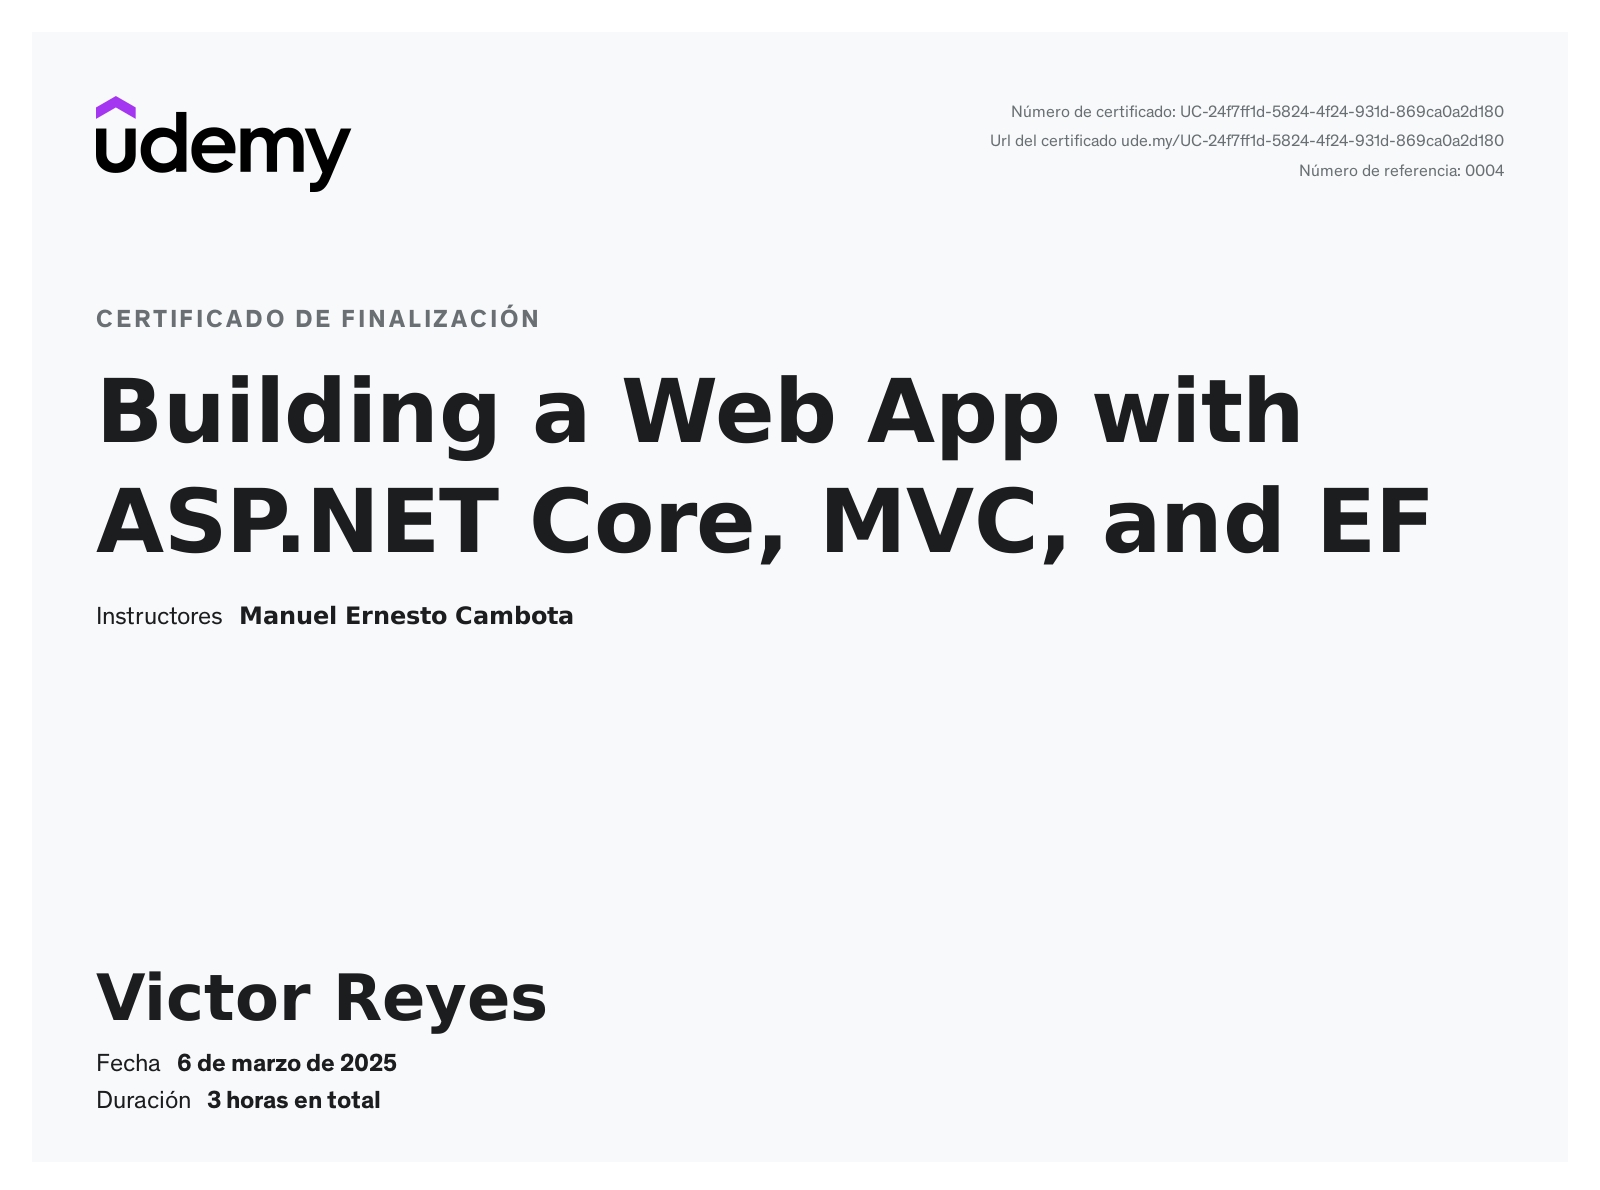 udemy
Número de certificado: UC-24f7ff1d-5824-4f24-931d-869ca0a2d180
Url del certificado ude.my/UC-24f7ff1d-5824-4f24-931d-869ca0a2d180
Número de referencia: 0004
CERTIFICADO DE FINALIZACIÓN
Building a Web App with
ASP.NET Core, MVC, and EF
Instructores Manuel Ernesto Cambota
Victor Reyes
Fecha 6 de marzo de 2025
Duración 3 horas en total